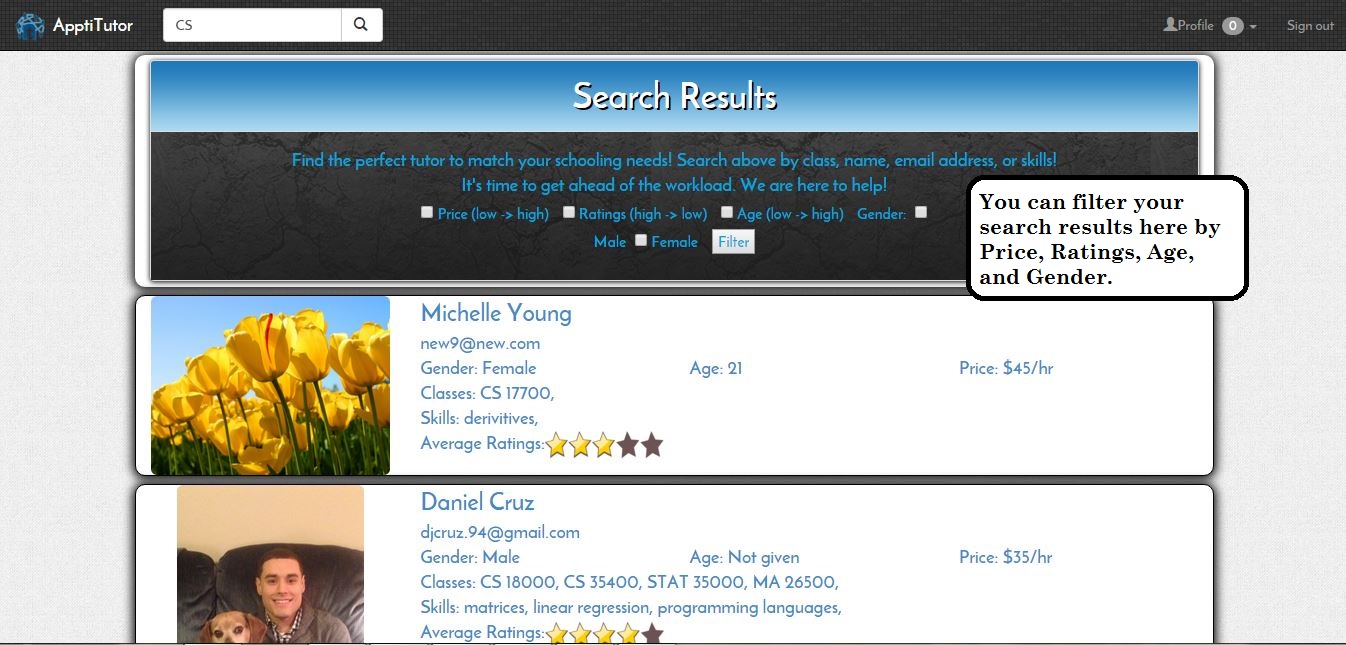 ApptiTutor CS Profile 0 Sign out
Search Results
Find the perfect tutor to match your schooling needs! Search above by class, name, email address, or skills!
It's time to get ahead of the workload. We are here to help!
Price (low -> high) Ratings (high -> low) Age (low -> high) Gender:
Male Female Filter
You can filter your
search results here by
Price, Ratings, Age,
and Gender.
Michelle Young
new9@new.com
Gender: Female Age: 21 Price: $45/hr
Classes: CS 17700,
Skills: derivitives,
Average Ratings:
Daniel Cruz
djcruz.94@gmail.com
Gender: Male Age: Not given Price: $35/hr
Classes: CS 18000, CS 35400, STAT 35000, MA 26500,
Skills: matrices, linear regression, programming languages,
Average Ratings: